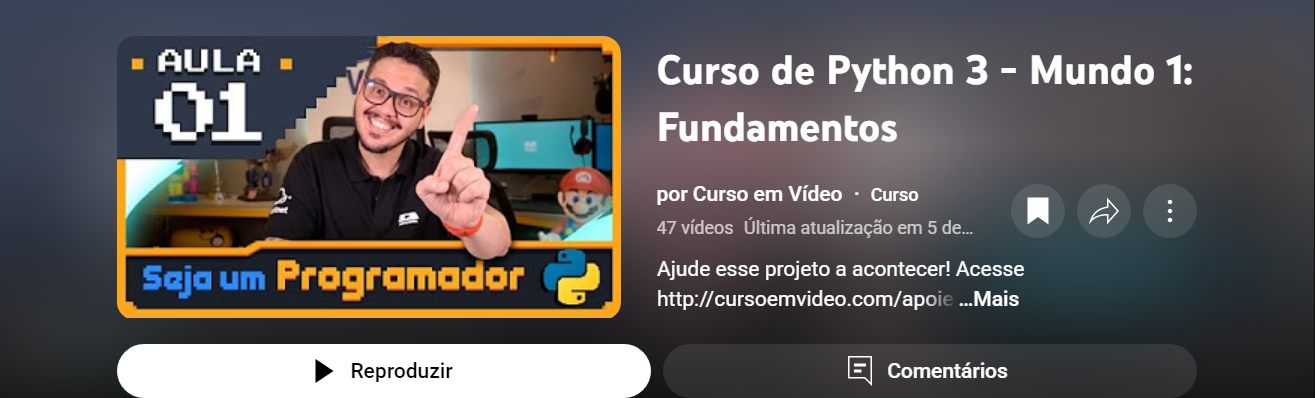 AULA
01
Seja um Programador
Curso de Python 3 - Mundo 1:
Fundamentos
por Curso em Vídeo · Curso
47 vídeos Última atualização em 5 de...
Ajude esse projeto a acontecer! Acesse
http://cursoemvideo.com/apoie ...Mais
Reproduzir
Comentários